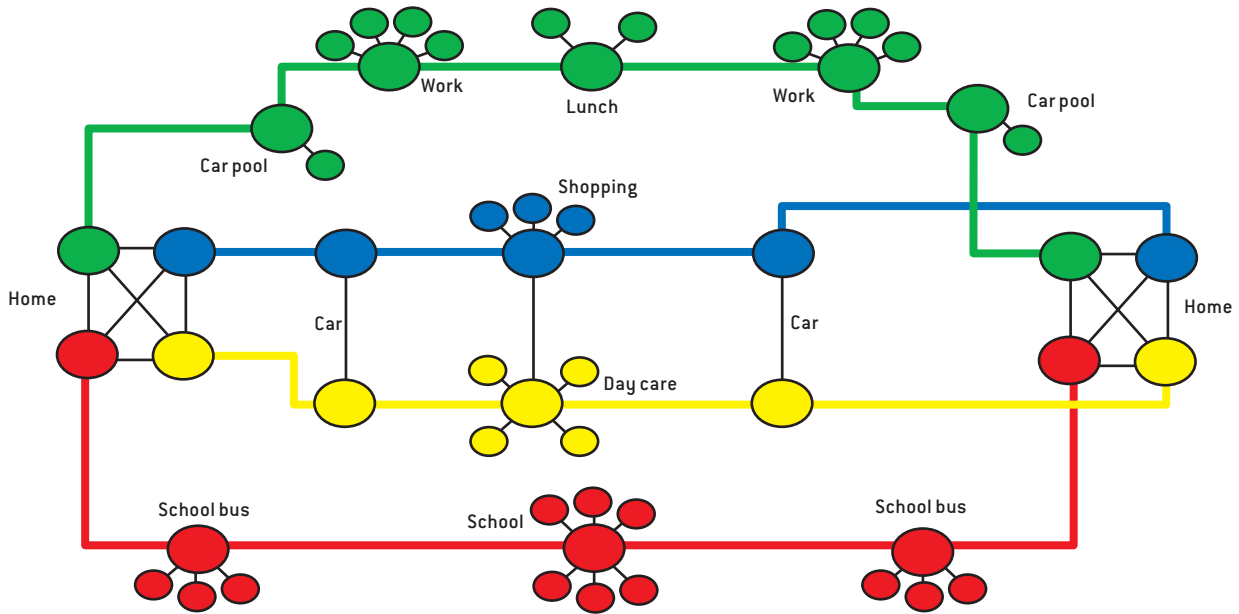 Work
Lunch
Work
Car pool
Car pool
Shopping
Home
Car
Car
Home
Day care
School bus
School
School bus